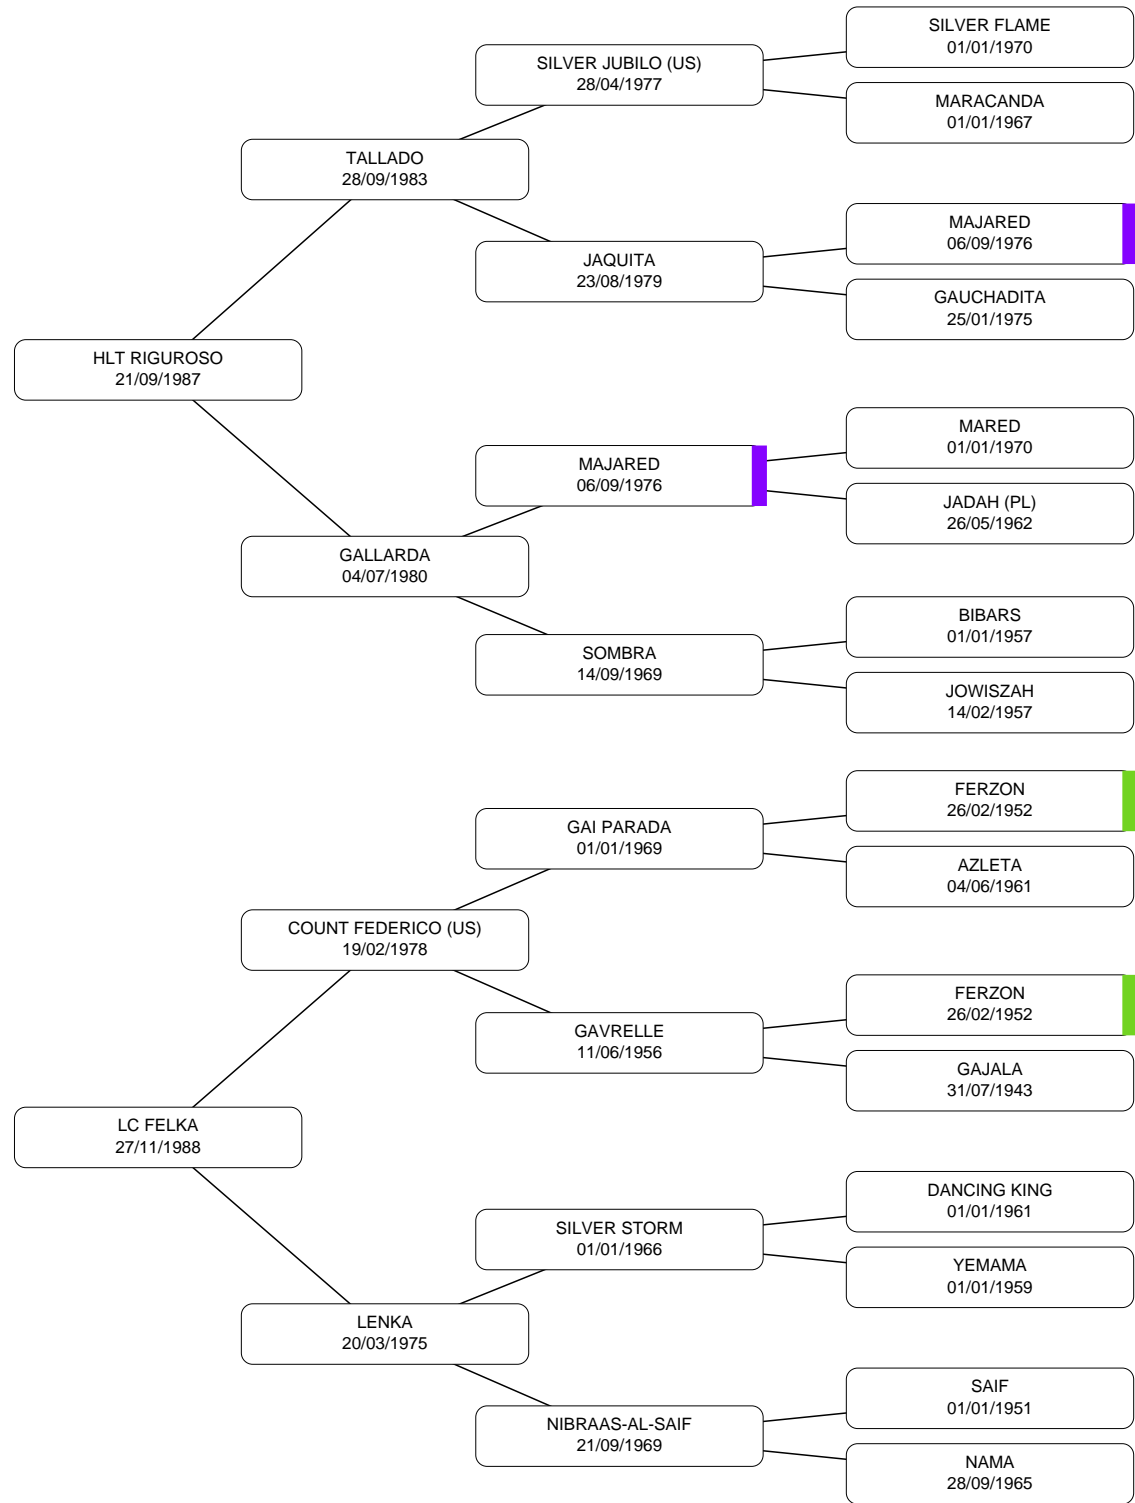 SILVER FLAME
01/01/1970
SILVER JUBILO (US)
28/04/1977
MARACANDA
01/01/1967
TALLADO
28/09/1983
MAJARED
06/09/1976
JAQUITA
23/08/1979
GAUCHADITA
25/01/1975
HLT RIGUROSO
21/09/1987
MARED
01/01/1970
MAJARED
06/09/1976
JADAH (PL)
26/05/1962
GALLARDA
04/07/1980
BIBARS
01/01/1957
SOMBRA
14/09/1969
JOWISZAH
14/02/1957
FERZON
26/02/1952
GAI PARADA
01/01/1969
AZLETA
04/06/1961
COUNT FEDERICO (US)
19/02/1978
FERZON
26/02/1952
GAVRELLE
11/06/1956
GAJALA
31/07/1943
LC FELKA
27/11/1988
DANCING KING
01/01/1961
SILVER STORM
01/01/1966
YEMAMA
01/01/1959
LENKA
20/03/1975
SAIF
01/01/1951
NIBRAAS-AL-SAIF
21/09/1969
NAMA
28/09/1965